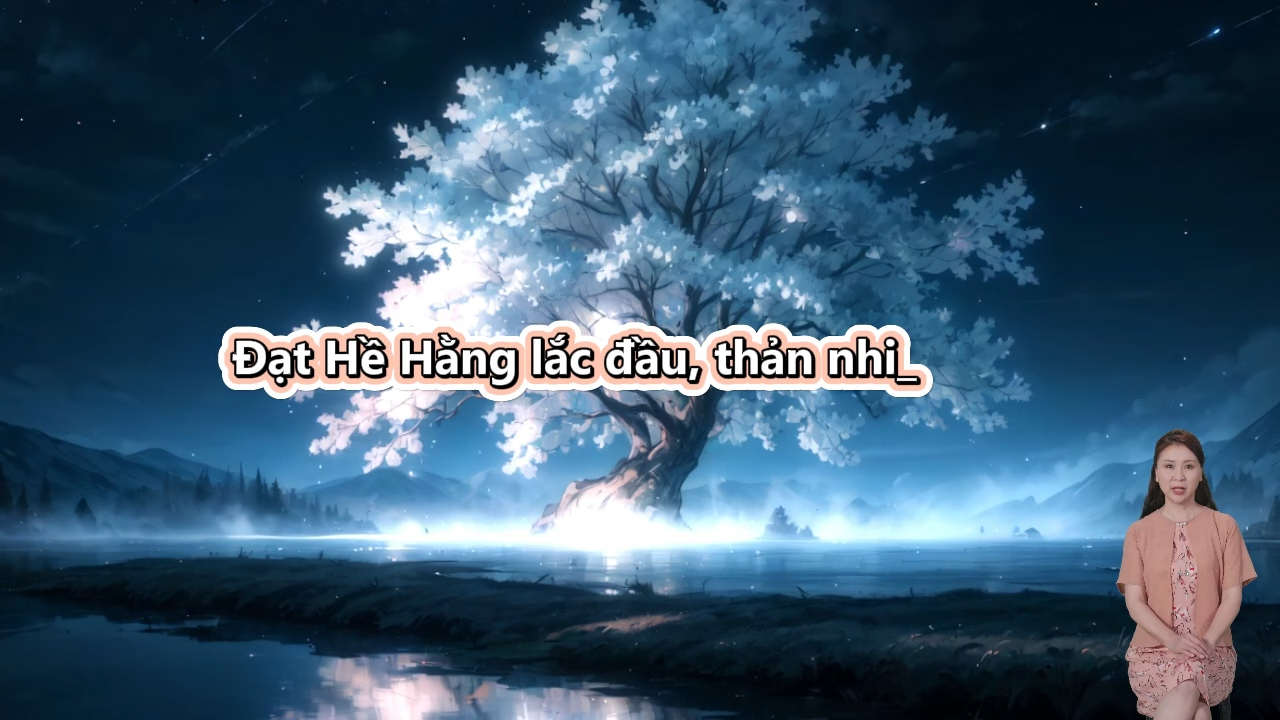 Đạt Hề Hằng lắc đầu, thản nhi_